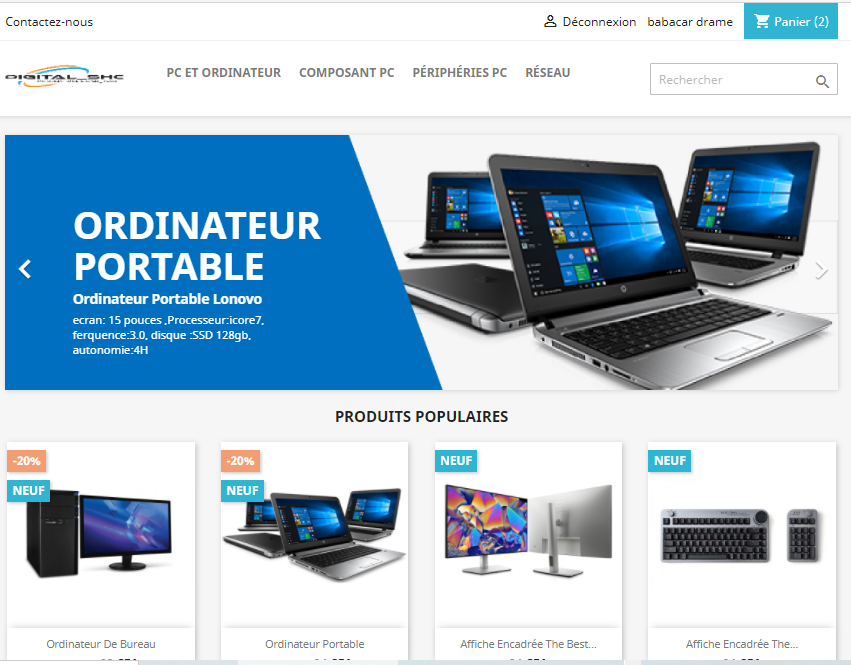 Contactez-nous
Déconnexion
babacar drame
Panier (2)
DIGITAL_SHC
PC ET ORDINATEUR
COMPOSANT PC
PÉRIPHÉRIES PC
RÉSEAU
Rechercher
ORDINATEUR
PORTABLE
Ordinateur Portable Lonovo
ecran: 15 pouces ,Processeur:icore7,
ferquence:3.0, disque :SSD 128gb,
autonomie:4H
PRODUITS POPULAIRES
-20%
NEUF
-20%
NEUF
NEUF
NEUF
Ordinateur De Bureau
Ordinateur Portable
Affiche Encadrée The Best...
Affiche Encadrée The...